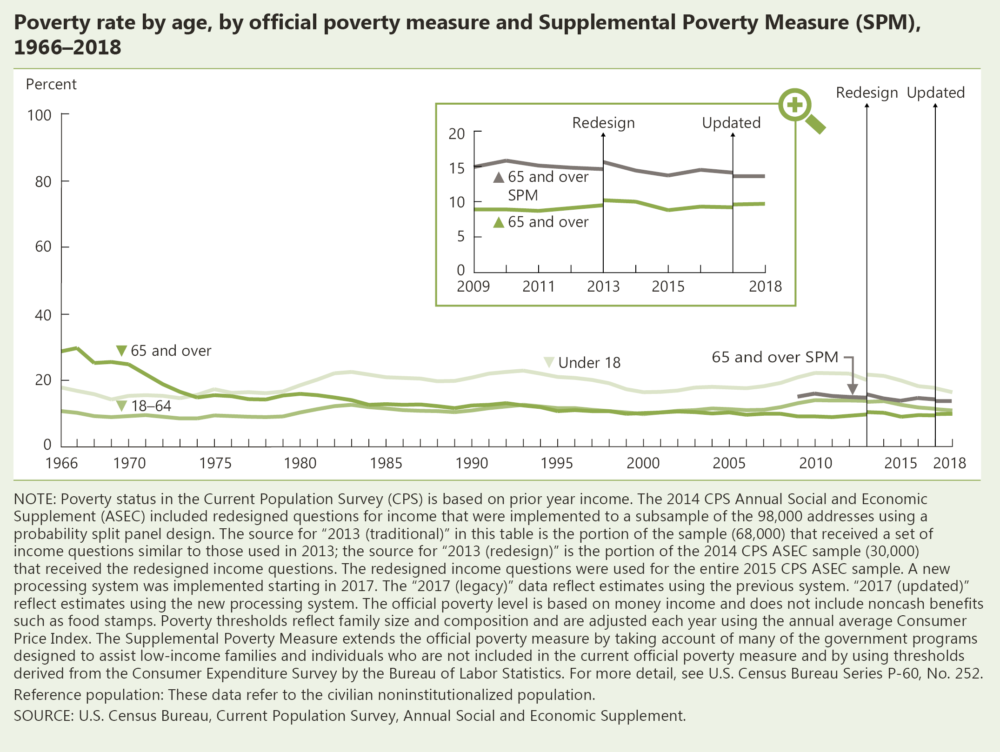 Poverty rate by age, by official poverty measure and Supplemental Poverty Measure (SPM),
1966–2018
Percent
Redesign Updated
100
80
60
40
20
0
Redesign Updated
20
15
10
5
0
65 and over
SPM
65 and over
2009 2011 2013 2015 2018
65 and over
Under 18
65 and over SPM
18–64
1966 1970 1975 1980 1985 1990 1995 2000 2005 2010 2015 2018
NOTE: Poverty status in the Current Population Survey (CPS) is based on prior year income. The 2014 CPS Annual Social and Economic
Supplement (ASEC) included redesigned questions for income that were implemented to a subsample of the 98,000 addresses using a
probability split panel design. The source for “2013 (traditional)” in this table is the portion of the sample (68,000) that received a set of
income questions similar to those used in 2013; the source for “2013 (redesign)” is the portion of the 2014 CPS ASEC sample (30,000)
that received the redesigned income questions. The redesigned income questions were used for the entire 2015 CPS ASEC sample. A new
processing system was implemented starting in 2017. The “2017 (legacy)” data reflect estimates using the previous system. “2017 (updated)”
reflect estimates using the new processing system. The official poverty level is based on money income and does not include noncash benefits
such as food stamps. Poverty thresholds reflect family size and composition and are adjusted each year using the annual average Consumer
Price Index. The Supplemental Poverty Measure extends the official poverty measure by taking account of many of the government programs
designed to assist low-income families and individuals who are not included in the current official poverty measure and by using thresholds
derived from the Consumer Expenditure Survey by the Bureau of Labor Statistics. For more detail, see U.S. Census Bureau Series P-60, No. 252.
Reference population: These data refer to the civilian noninstitutionalized population.
SOURCE: U.S. Census Bureau, Current Population Survey, Annual Social and Economic Supplement.